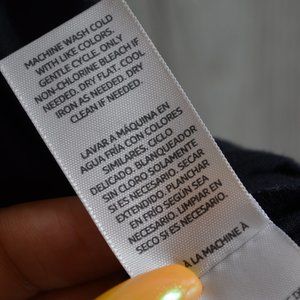 MACHINE WASH COLD
WITH LIKE COLORS.
GENTLE CYCLE. ONLY
NON-CHLORINE BLEACH IF
NEEDED. DRY FLAT. COOL
IRON AS NEEDED. DRY
CLEAN IF NEEDED.
LAVAR A MÁQUINA EN
AGUA FRÍA CON COLORES
SIMILARES. CICLO
DELICADO. BLANQUEADOR
SIN CLORO SOLAMENTE
SI ES NECESARIO. SECAR
EXTENDIDO. PLANCHAR
EN FRÍO SEGÚN SEA
NECESARIO. LIMPIAR EN
SECO SI ES NECESARIO.
À LA MACHINE À